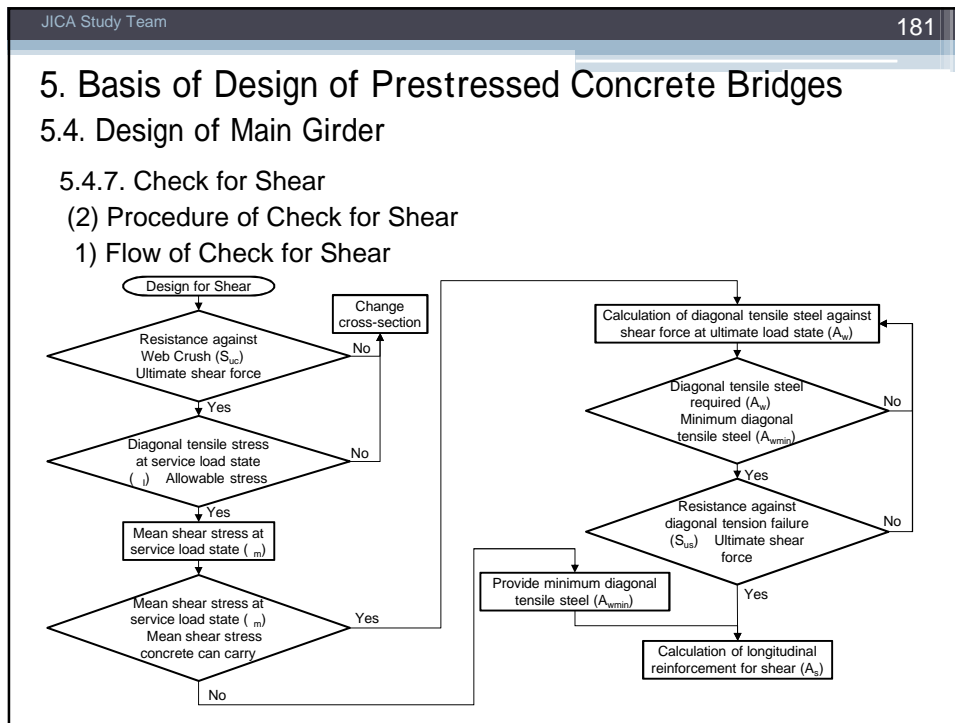 JICA Study Team
181
5. Basis of Design of Prestressed Concrete Bridges
5.4. Design of Main Girder
5.4.7. Check for Shear
(2) Procedure of Check for Shear
1) Flow of Check for Shear
Design for Shear
Resistance against
Web Crush (Suc)
Ultimate shear force
No
Change
cross-section
Yes
Diagonal tensile stress
at service load state
( I) Allowable stress
No
Yes
Mean shear stress at
service load state ( m)
Mean shear stress at
service load state ( m)
Mean shear stress
concrete can carry
Yes
No
Provide minimum diagonal
tensile steel (Awmin)
Calculation of diagonal tensile steel against
shear force at ultimate load state (Aw)
Diagonal tensile steel
required (Aw)
Minimum diagonal
tensile steel (Awmin)
No
Yes
Resistance against
diagonal tension failure
(Sus) Ultimate shear
force
No
Yes
Calculation of longitudinal
reinforcement for shear (As)